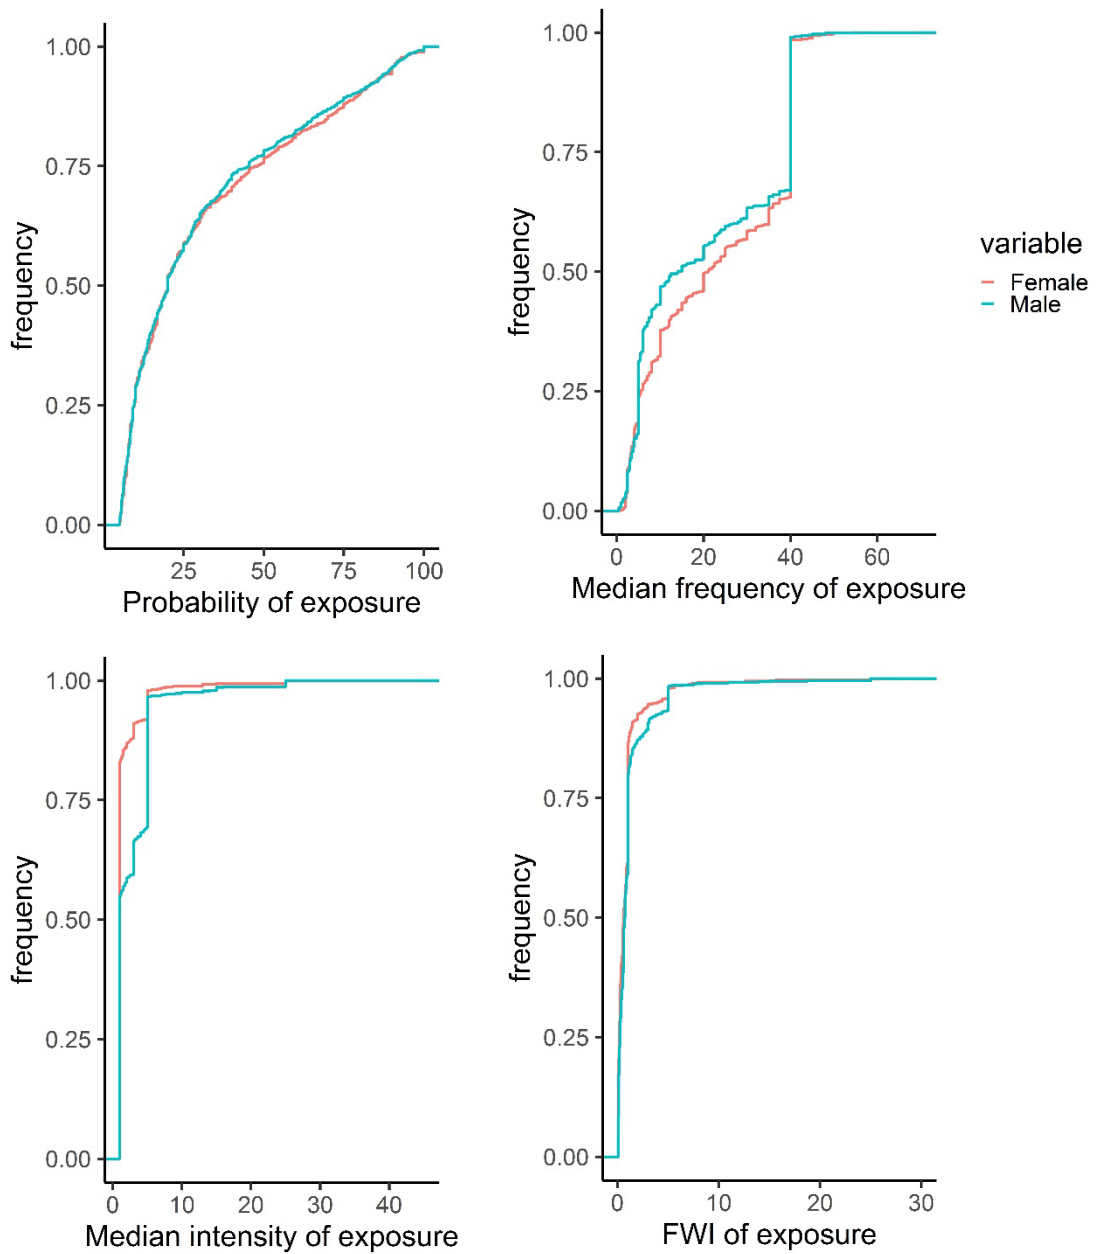 1.00
0.75
0.50
0.25
0.00
frequency
25 50 75 100
Probability of exposure
1.00
0.75
0.50
0.25
0.00
frequency
0 20 40 60
Median frequency of exposure
variable
Female
Male
1.00
0.75
0.50
0.25
0.00
frequency
0 10 20 30 40
Median intensity of exposure
1.00
0.75
0.50
0.25
0.00
frequency
0 10 20 30
FWI of exposure